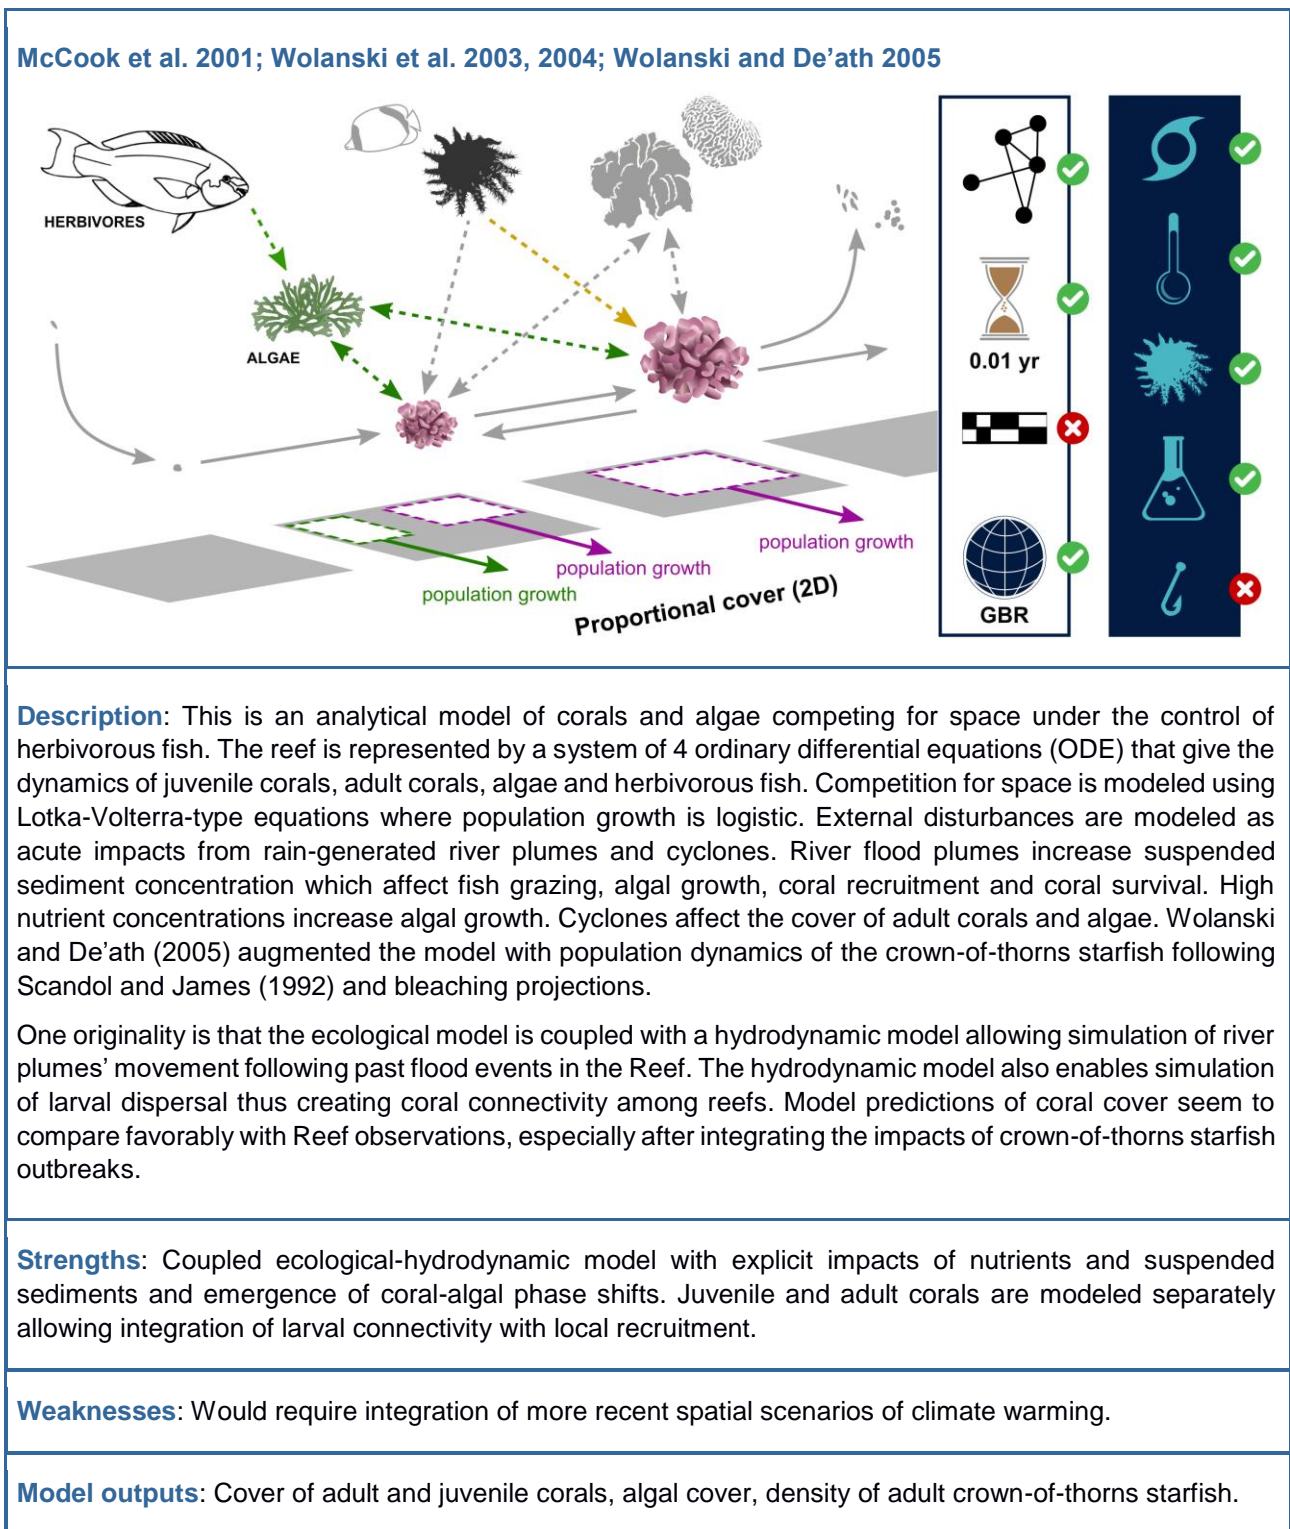 McCook et al. 2001; Wolanski et al. 2003, 2004; Wolanski and De’ath 2005
HERBIVORES
ALGAE
0.01 yr
population growth
population growth
population growth
Proportional cover (2D)
GBR
Description: This is an analytical model of corals and algae competing for space under the control of
herbivorous fish. The reef is represented by a system of 4 ordinary differential equations (ODE) that give the
dynamics of juvenile corals, adult corals, algae and herbivorous fish. Competition for space is modeled using
Lotka-Volterra-type equations where population growth is logistic. External disturbances are modeled as
acute impacts from rain-generated river plumes and cyclones. River flood plumes increase suspended
sediment concentration which affect fish grazing, algal growth, coral recruitment and coral survival. High
nutrient concentrations increase algal growth. Cyclones affect the cover of adult corals and algae. Wolanski
and De’ath (2005) augmented the model with population dynamics of the crown-of-thorns starfish following
Scandol and James (1992) and bleaching projections.
One originality is that the ecological model is coupled with a hydrodynamic model allowing simulation of river
plumes’ movement following past flood events in the Reef. The hydrodynamic model also enables simulation
of larval dispersal thus creating coral connectivity among reefs. Model predictions of coral cover seem to
compare favorably with Reef observations, especially after integrating the impacts of crown-of-thorns starfish
outbreaks.
Strengths: Coupled ecological-hydrodynamic model with explicit impacts of nutrients and suspended
sediments and emergence of coral-algal phase shifts. Juvenile and adult corals are modeled separately
allowing integration of larval connectivity with local recruitment.
Weaknesses: Would require integration of more recent spatial scenarios of climate warming.
Model outputs: Cover of adult and juvenile corals, algal cover, density of adult crown-of-thorns starfish.